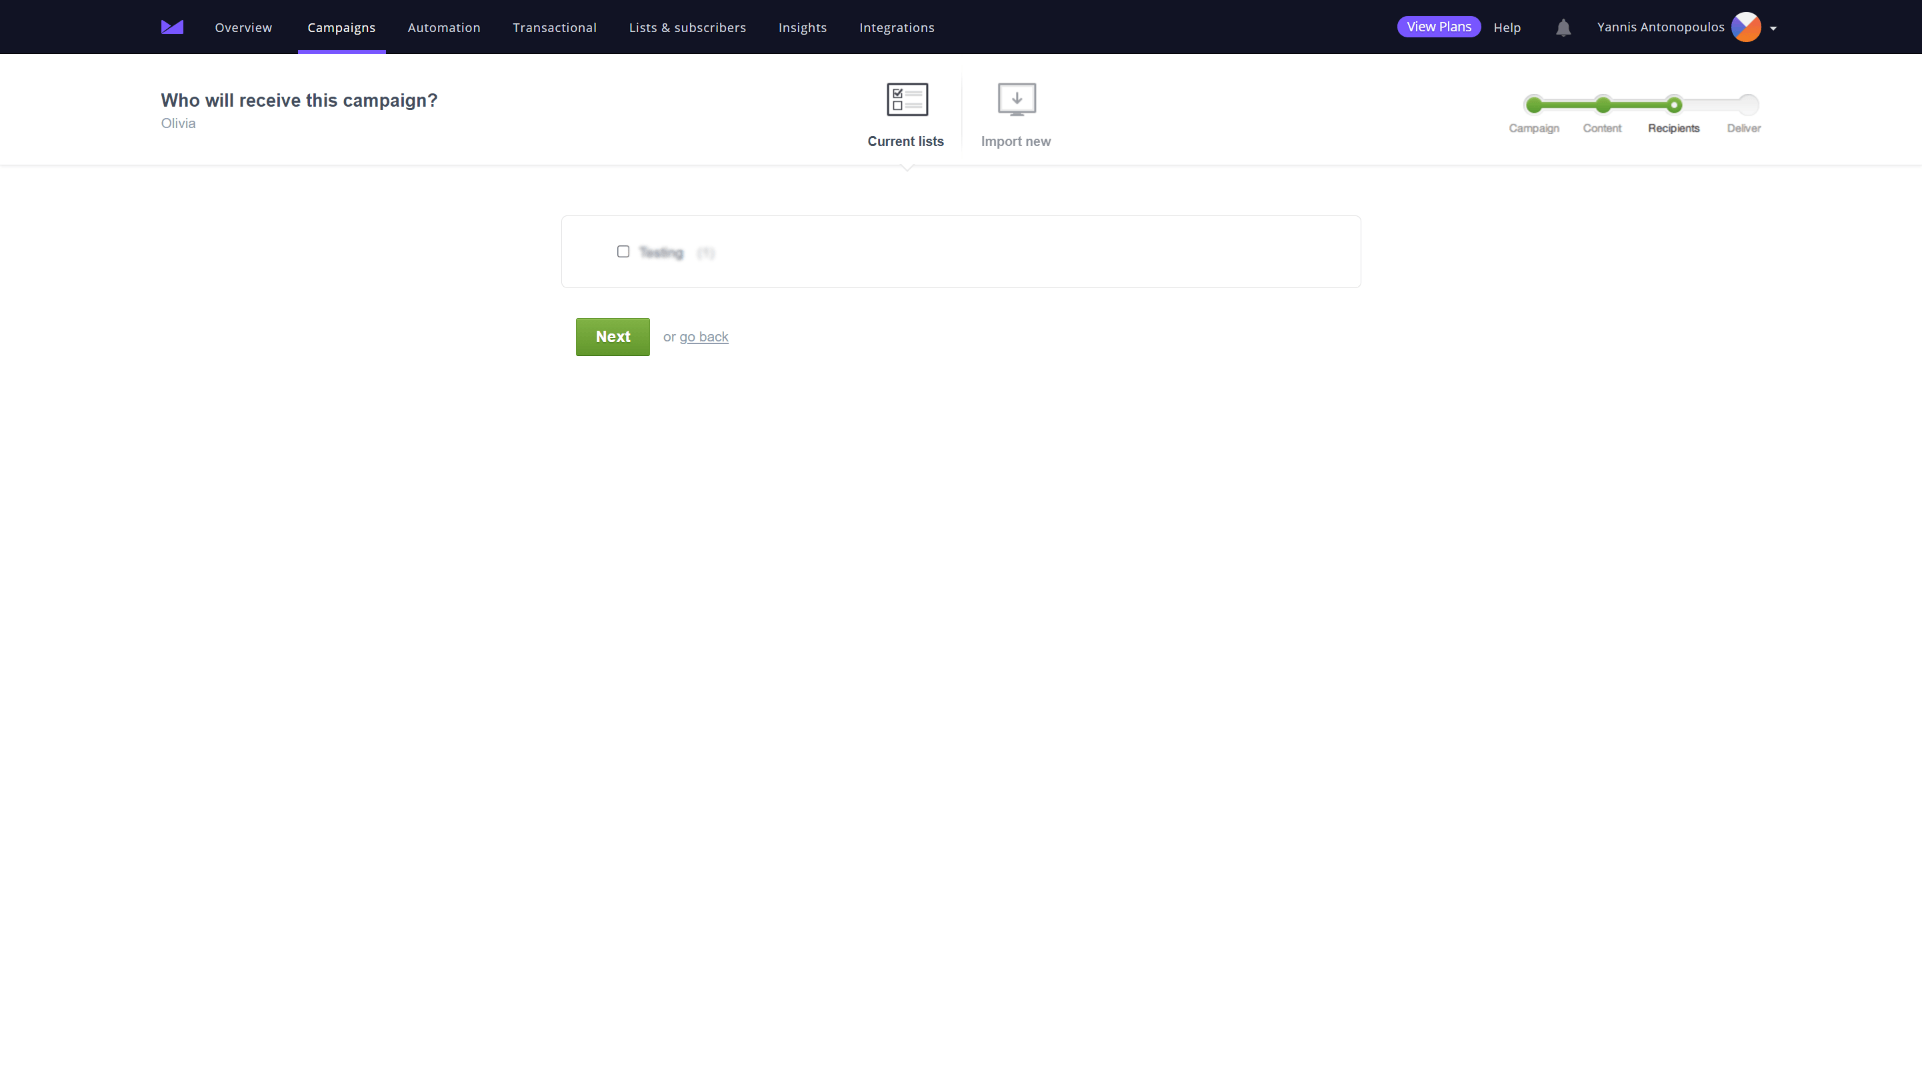 Overview Campaigns Automation Transactional Lists & subscribers Insights Integrations View Plans Help Yannis Antonopoulos
Who will receive this campaign?
Olivia
Current lists
Import new
Campaign Content Recipients Deliver
Testing (1)
Next or go back